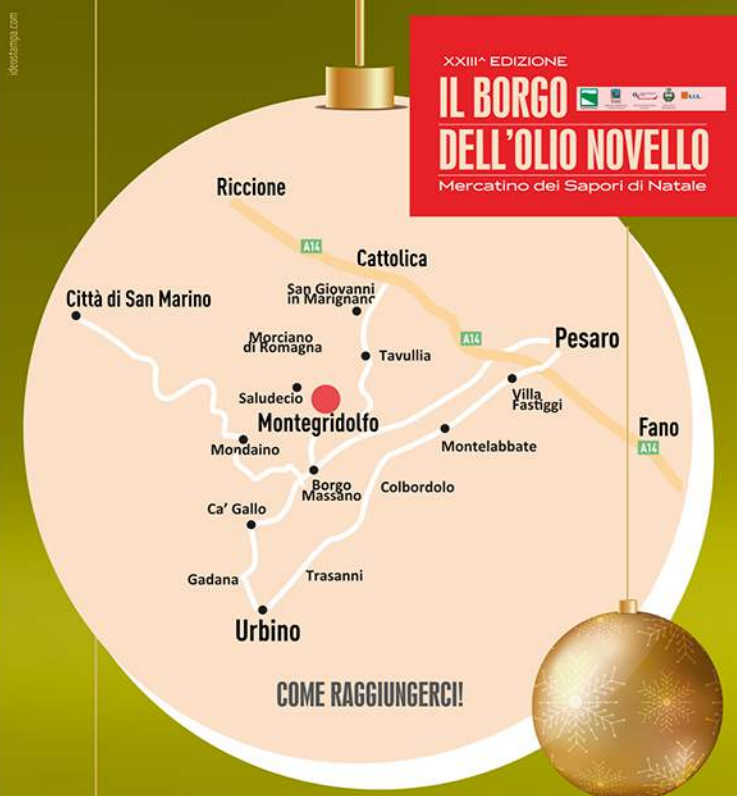 ideostampa.com
XXIII^ EDIZIONE
IL BORGO
DELL'OLIO NOVELLO
Mercatino dei Sapori di Natale
Riccione
A14
Cattolica
San Giovanni
in Marignano
Città di San Marino
Morciano
di Romagna
Tavullia
A14
Pesaro
Saludecio
Villa
Fastiggi
Montegridolfo
Fano
A14
Mondaino
Montelabbate
Borgo
Massano
Colbordolo
Ca' Gallo
Gadana
Trasanni
Urbino
COME RAGGIUNGERCI!